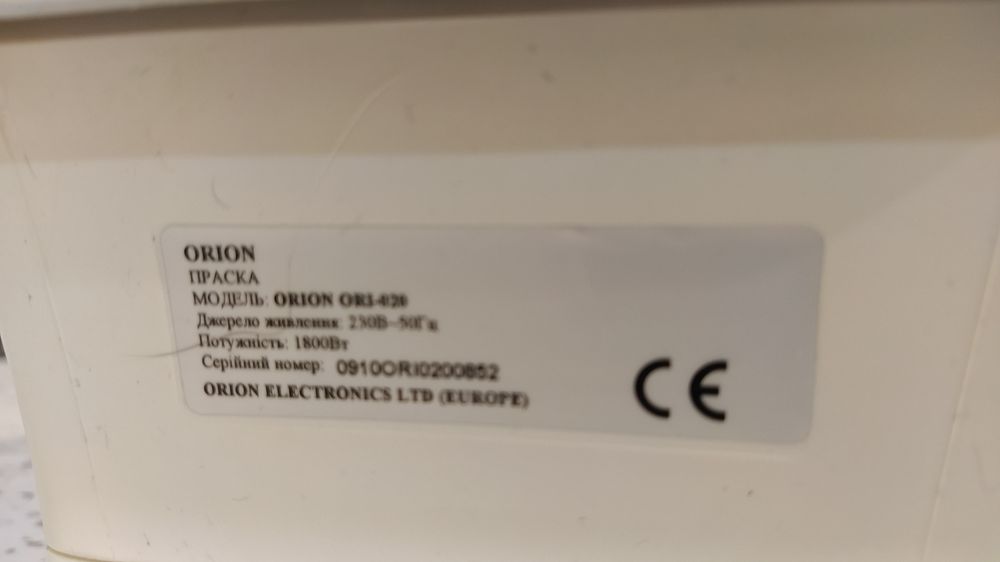 ORION
ПРАСКА
МОДЕЛЬ: ORION ORI-020
Джерело живлення: 230В~50Гц
Потужність: 1800Вт
Серійний номер: 0910ORI0200852
ORION ELECTRONICS LTD (EUROPE)
CE